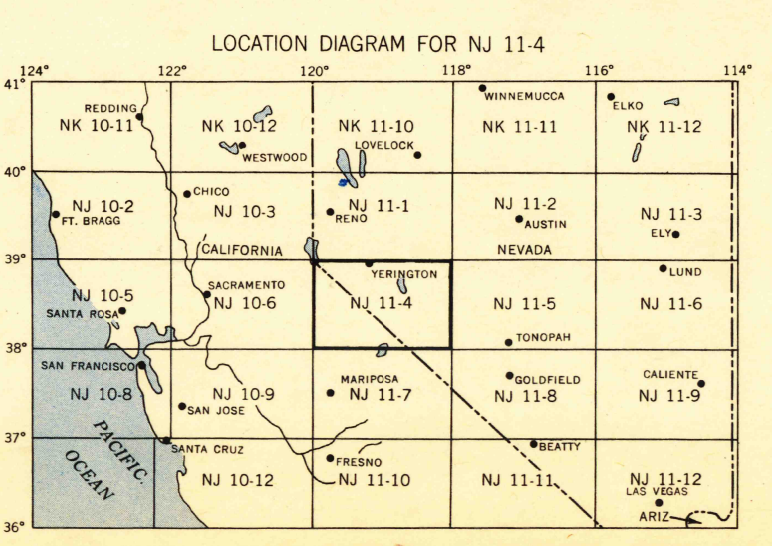 LOCATION DIAGRAM FOR NJ 11-4
124° 122° 120° 118° 116° 114°
41°
REDDING
NK 10-11
NK 10-12
WESTWOOD
NK 11-10
LOVELOCK
WINNEMUCCA
NK 11-11
ELKO
NK 11-12
40°
NJ 10-2
FT. BRAGG
CHICO
NJ 10-3
NJ 11-1
RENO
NJ 11-2
AUSTIN
NJ 11-3
ELY
CALIFORNIA
NEVADA
39°
NJ 10-5
SANTA ROSA
SACRAMENTO
NJ 10-6
YERINGTON
NJ 11-4
NJ 11-5
TONOPAH
LUND
NJ 11-6
38°
SAN FRANCISCO
NJ 10-8
NJ 10-9
SAN JOSE
MARIPOSA
NJ 11-7
GOLDFIELD
NJ 11-8
CALIENTE
NJ 11-9
37°
PACIFIC
OCEAN
SANTA CRUZ
NJ 10-12
FRESNO
NJ 11-10
BEATTY
NJ 11-11
NJ 11-12
LAS VEGAS
ARIZ
36°